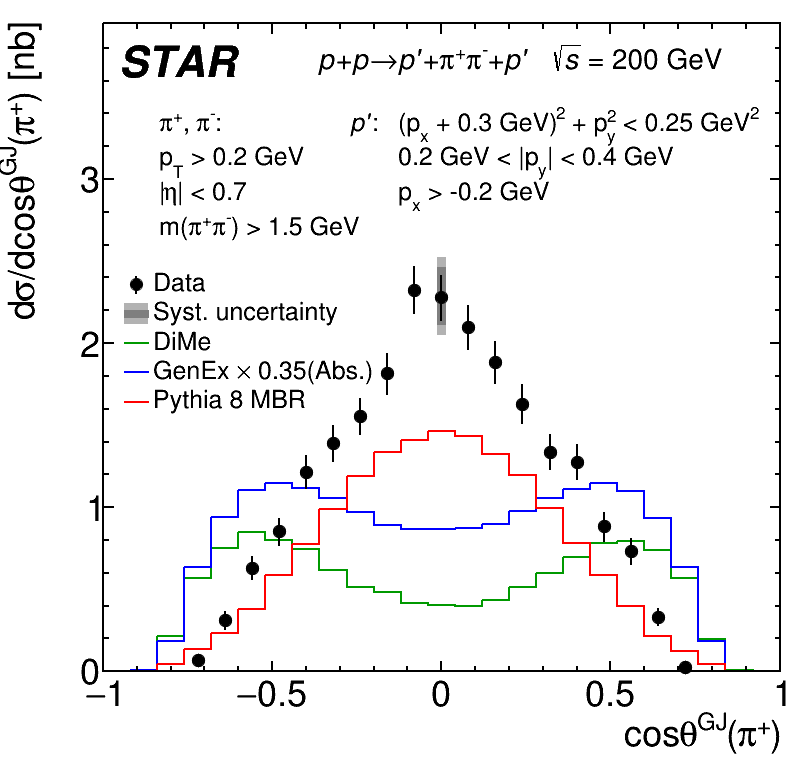 dσ/dcosθ^GJ(π⁺) [nb]
STAR p+p→p′+π⁺π⁻+p′ √s = 200 GeV
π⁺, π⁻: p′: (pₓ + 0.3 GeV)² + p_y² < 0.25 GeV²
p_T > 0.2 GeV 0.2 GeV < |p_y| < 0.4 GeV
|η| < 0.7 pₓ > -0.2 GeV
m(π⁺π⁻) > 1.5 GeV
Data
Syst. uncertainty
DiMe
GenEx × 0.35(Abs.)
Pythia 8 MBR
3
2
1
0
−1 −0.5 0 0.5 1
cosθ^GJ(π⁺)